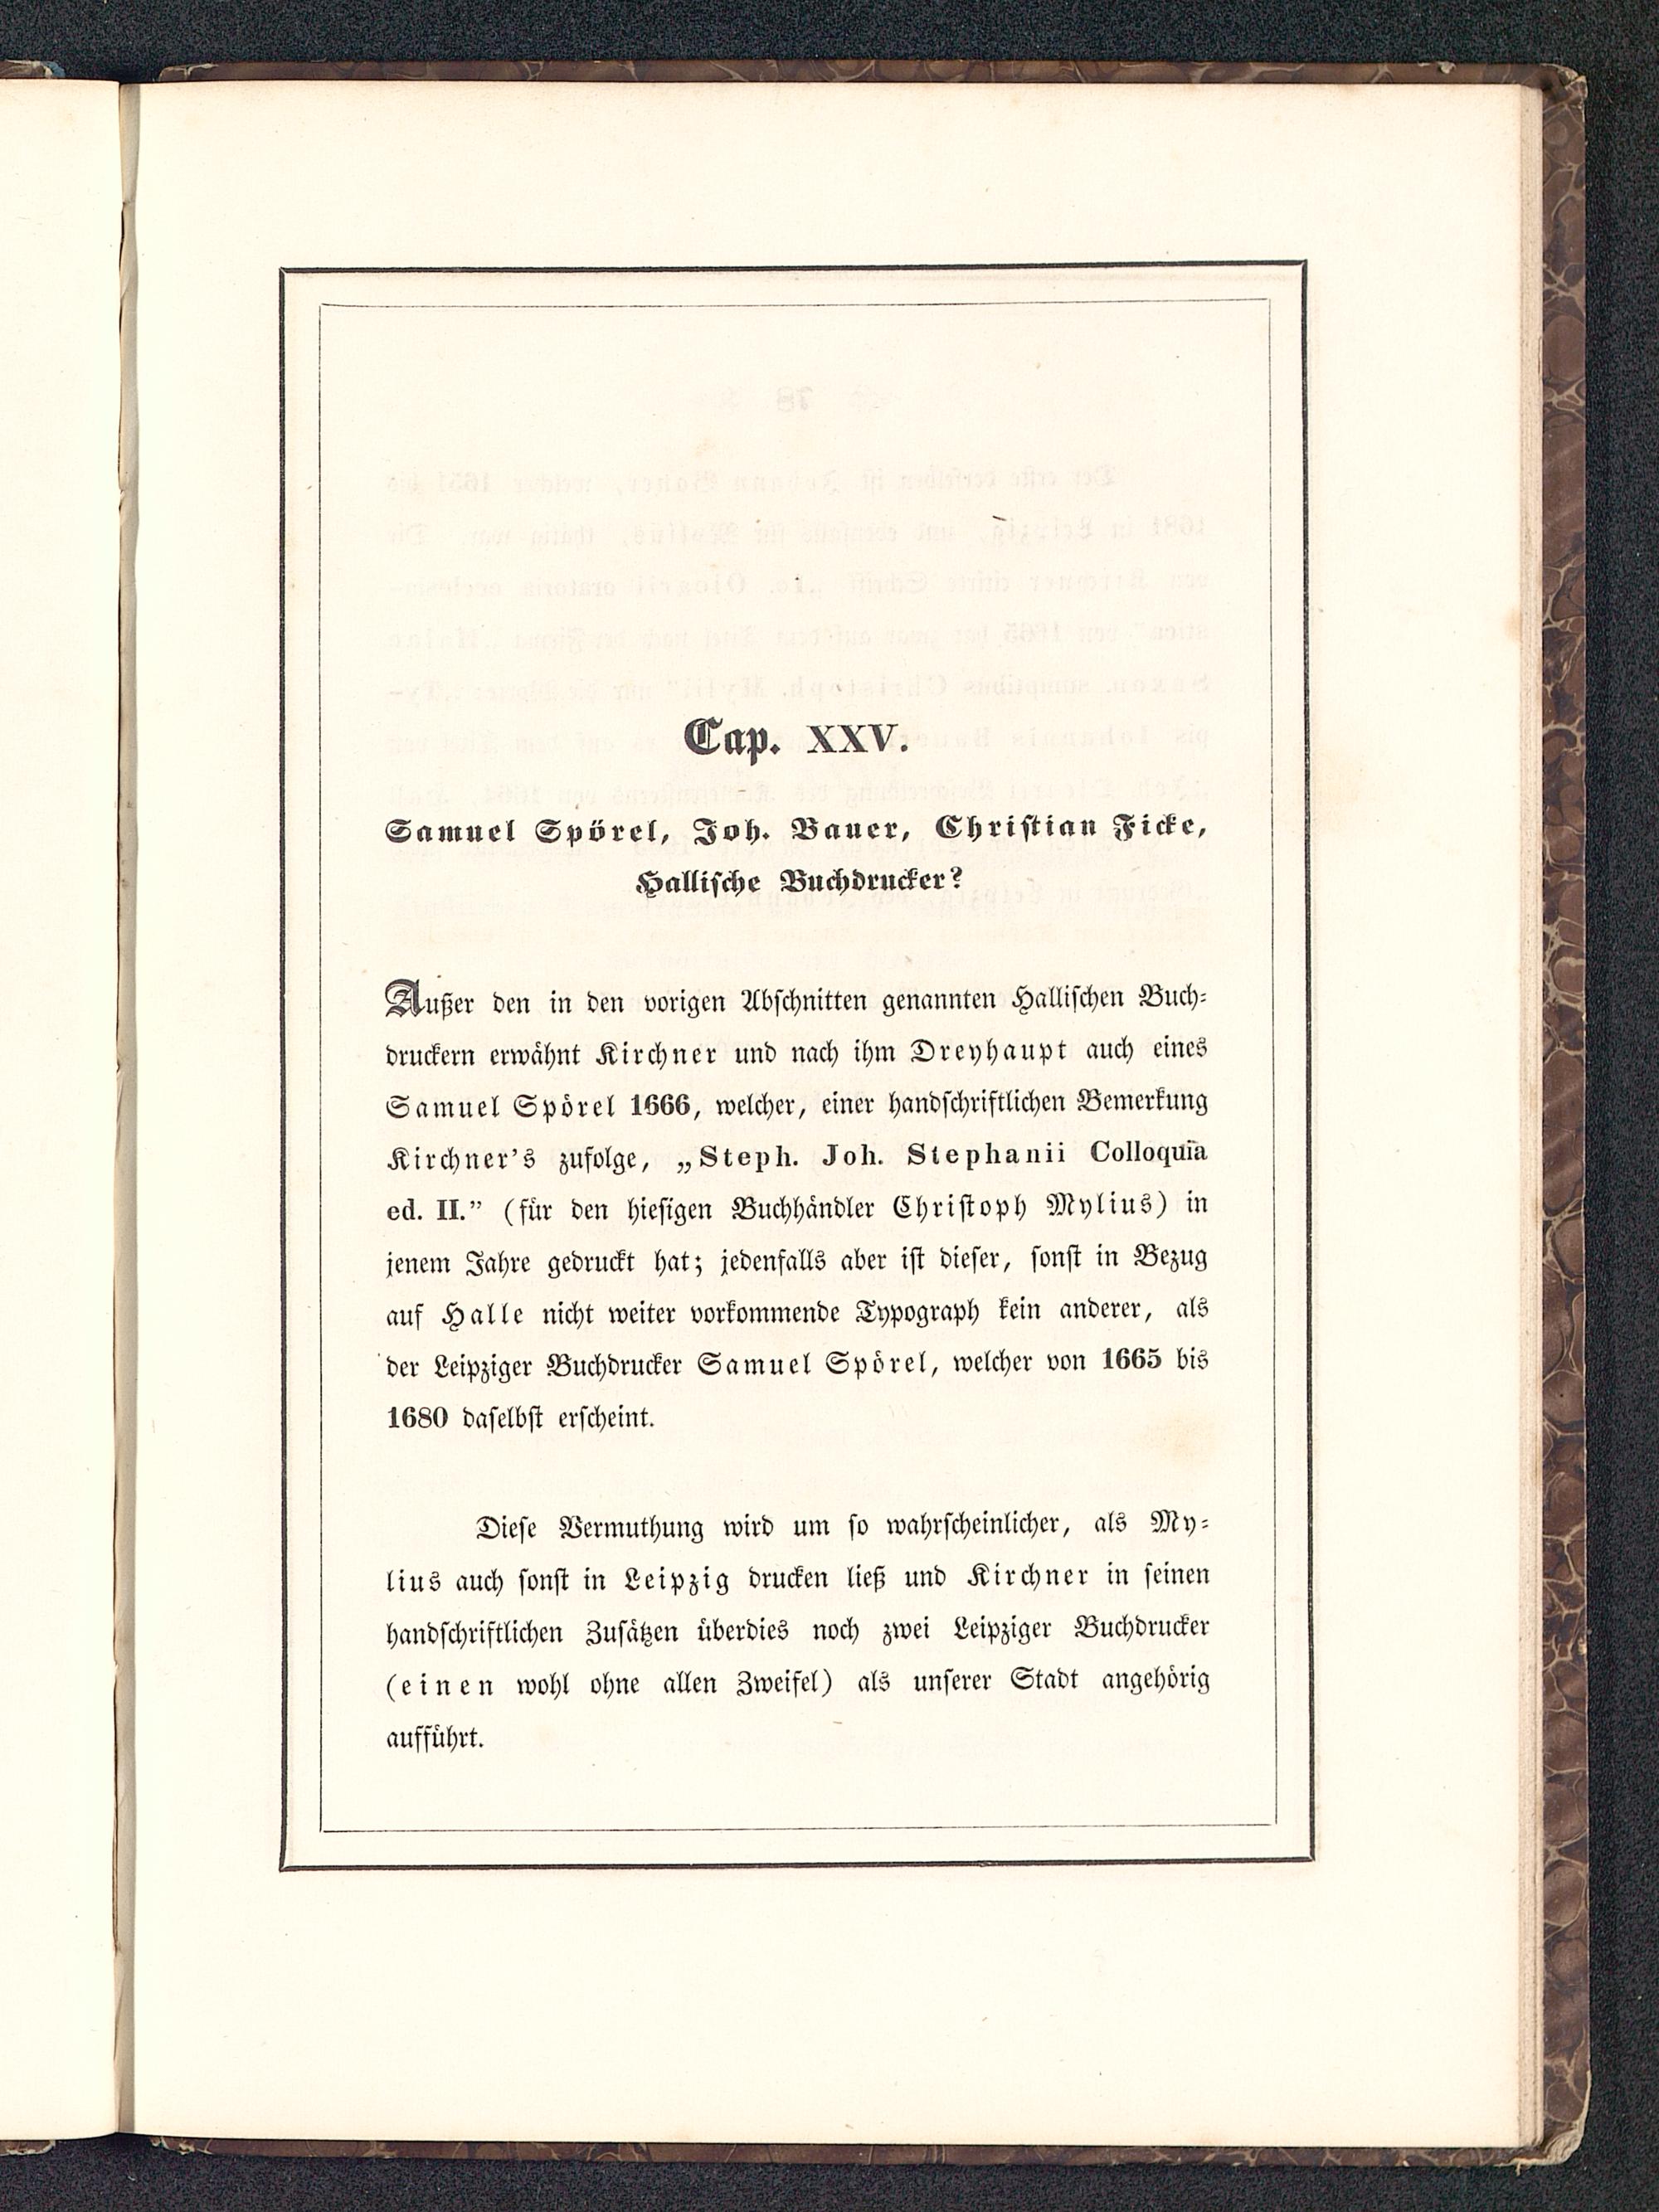 Cap. XXV.
Samuel Spörel, Joh. Bauer, Christian Ficke,
Hallische Buchdrucker?
Außer den in den vorigen Abschnitten genannten Hallischen Buch-
druckern erwähnt Kirchner und nach ihm Dreyhaupt auch eines
Samuel Spörel 1666, welcher, einer handschriftlichen Bemerkung
Kirchner's zufolge, „Steph. Joh. Stephanii Colloquia
ed. II.” (für den hiesigen Buchhändler Christoph Mylius) in
jenem Jahre gedruckt hat; jedenfalls aber ist dieser, sonst in Bezug
auf Halle nicht weiter vorkommende Typograph kein anderer, als
der Leipziger Buchdrucker Samuel Spörel, welcher von 1665 bis
1680 daselbst erscheint.
Diese Vermuthung wird um so wahrscheinlicher, als My-
lius auch sonst in Leipzig drucken ließ und Kirchner in seinen
handschriftlichen Zusätzen überdies noch zwei Leipziger Buchdrucker
(einen wohl ohne allen Zweifel) als unserer Stadt angehörig
aufführt.